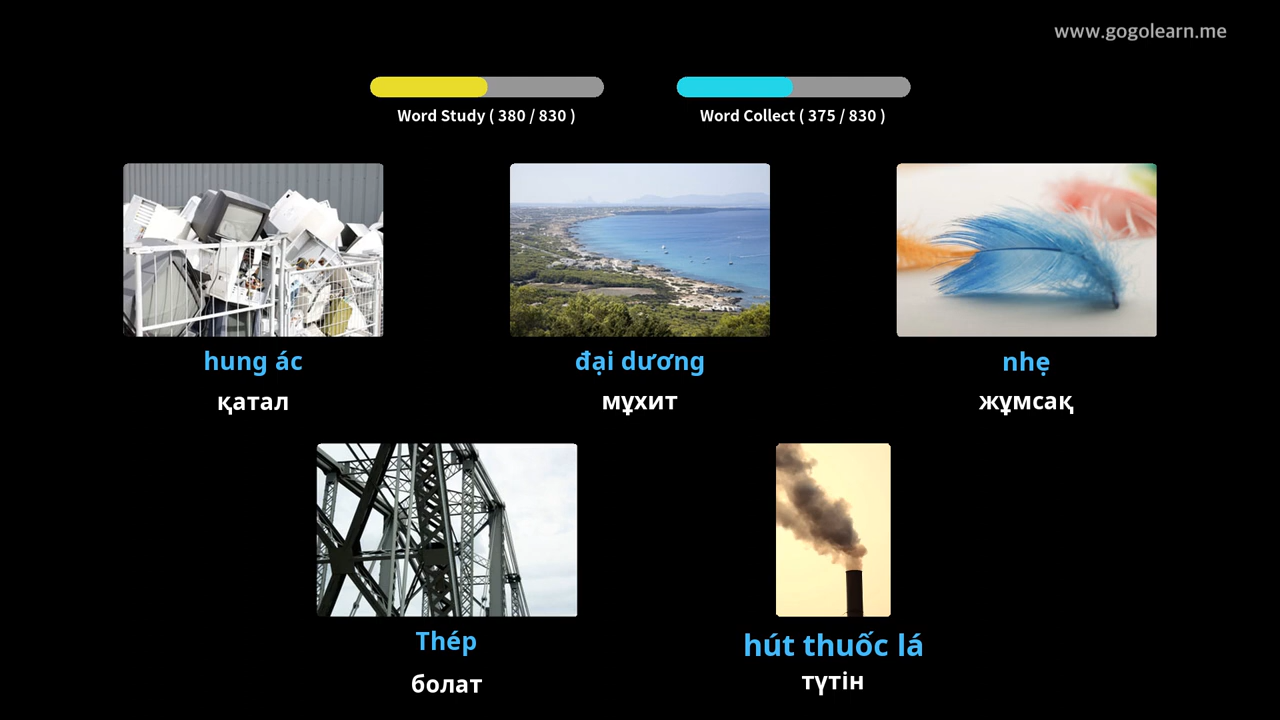 www.gogolearn.me
Word Study ( 380 / 830 )
Word Collect ( 375 / 830 )
hung ác
қатал
đại dương
мұхит
nhẹ
жұмсақ
Thép
болат
hút thuốc lá
түтін